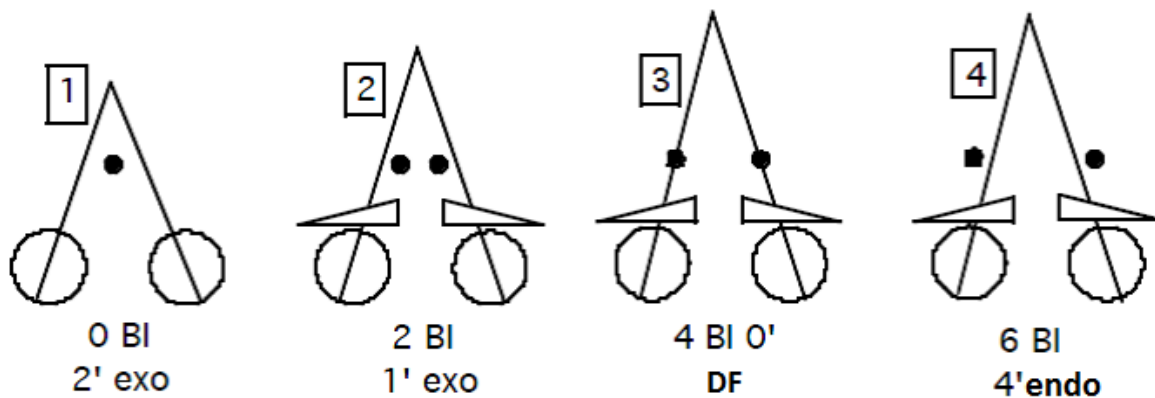 1
2
3
4
0 BI
2' exo
2 BI
1' exo
4 BI 0'
DF
6 BI
4'endo